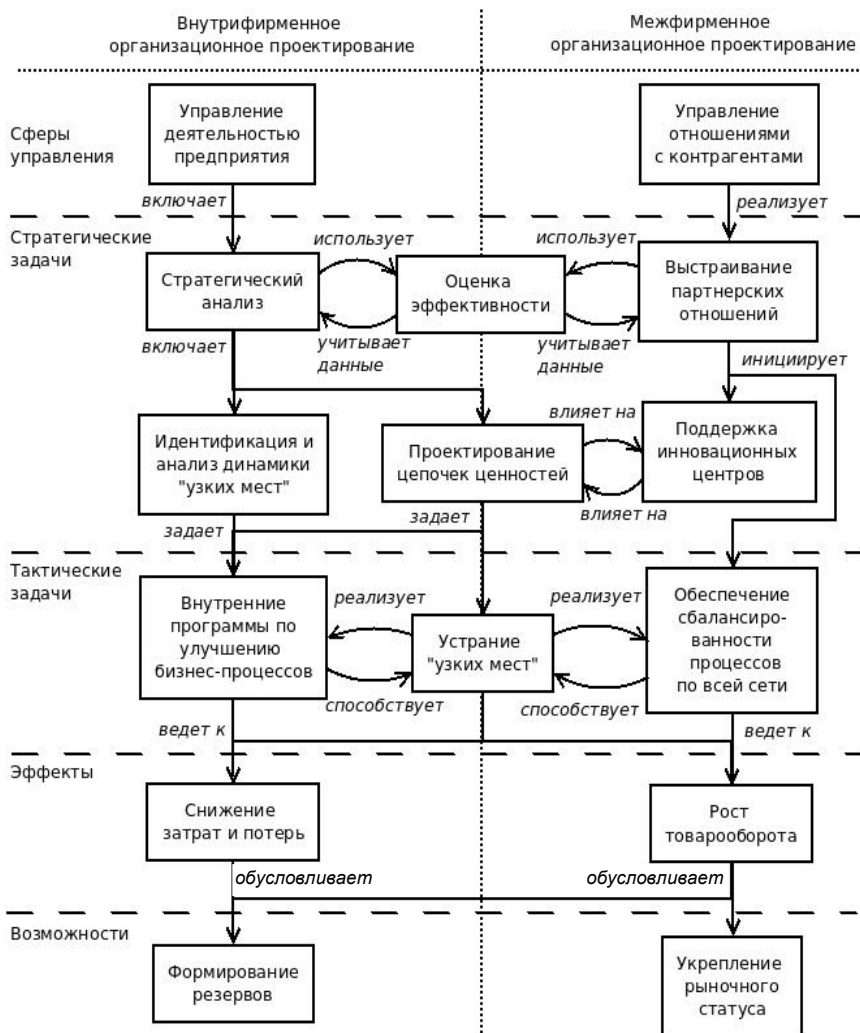 Внутрифирменное
организационное проектирование
Межфирменное
организационное проектирование
Сферы
управления
Управление
деятельностью
предприятия
Управление
отношениями
с контрагентами
включает
реализует
Стратегические
задачи
использует
использует
Стратегический
анализ
Оценка
эффективности
Выстраивание
партнерских
отношений
включает
учитывает
данные
учитывает
данные
инициирует
влияет на
Идентификация и
анализ динамики
"узких мест"
Проектирование
цепочек ценностей
Поддержка
инновационных
центров
задает
задает
влияет на
Тактические
задачи
Внутренние
программы по
улучшению
бизнес-процессов
реализует
реализует
Устрание
"узких мест"
Обеспечение
сбалансиро-
ванности
процессов
по всей сети
способствует
способствует
ведет к
ведет к
Эффекты
Снижение
затрат и потерь
Рост
товарооборота
обусловливает
обусловливает
Возможности
Формирование
резервов
Укрепление
рыночного
статуса